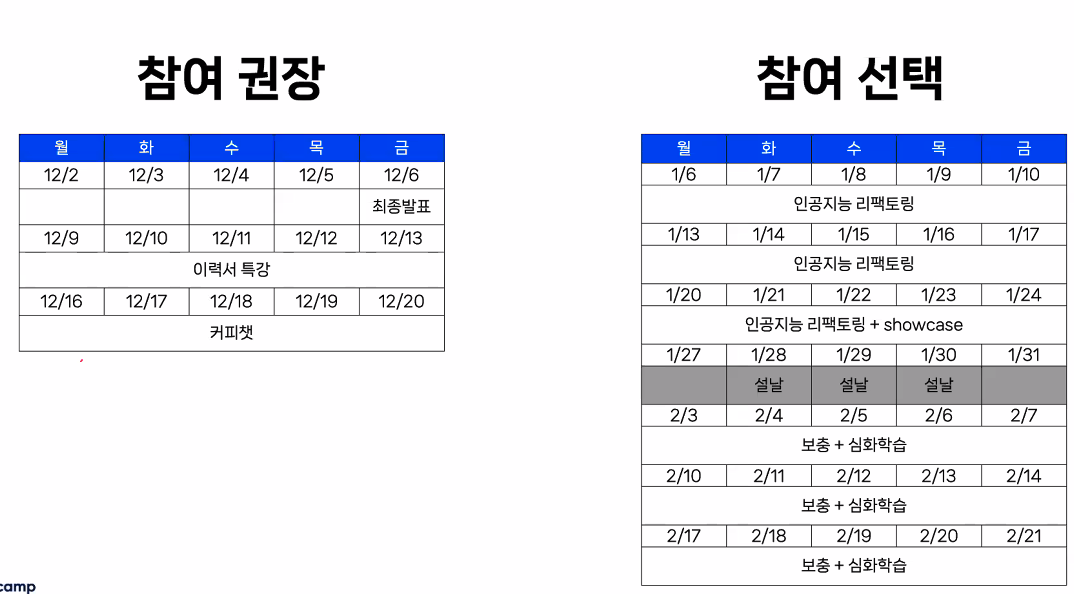 참여 권장
월 화 수 목 금
12/2 12/3 12/4 12/5 12/6
최종발표
12/9 12/10 12/11 12/12 12/13
이력서 특강
12/16 12/17 12/18 12/19 12/20
커피챗
참여 선택
월 화 수 목 금
1/6 1/7 1/8 1/9 1/10
인공지능 리팩토링
1/13 1/14 1/15 1/16 1/17
인공지능 리팩토링
1/20 1/21 1/22 1/23 1/24
인공지능 리팩토링 + showcase
1/27 1/28 1/29 1/30 1/31
설날 설날 설날
2/3 2/4 2/5 2/6 2/7
보충 + 심화학습
2/10 2/11 2/12 2/13 2/14
보충 + 심화학습
2/17 2/18 2/19 2/20 2/21
보충 + 심화학습
camp